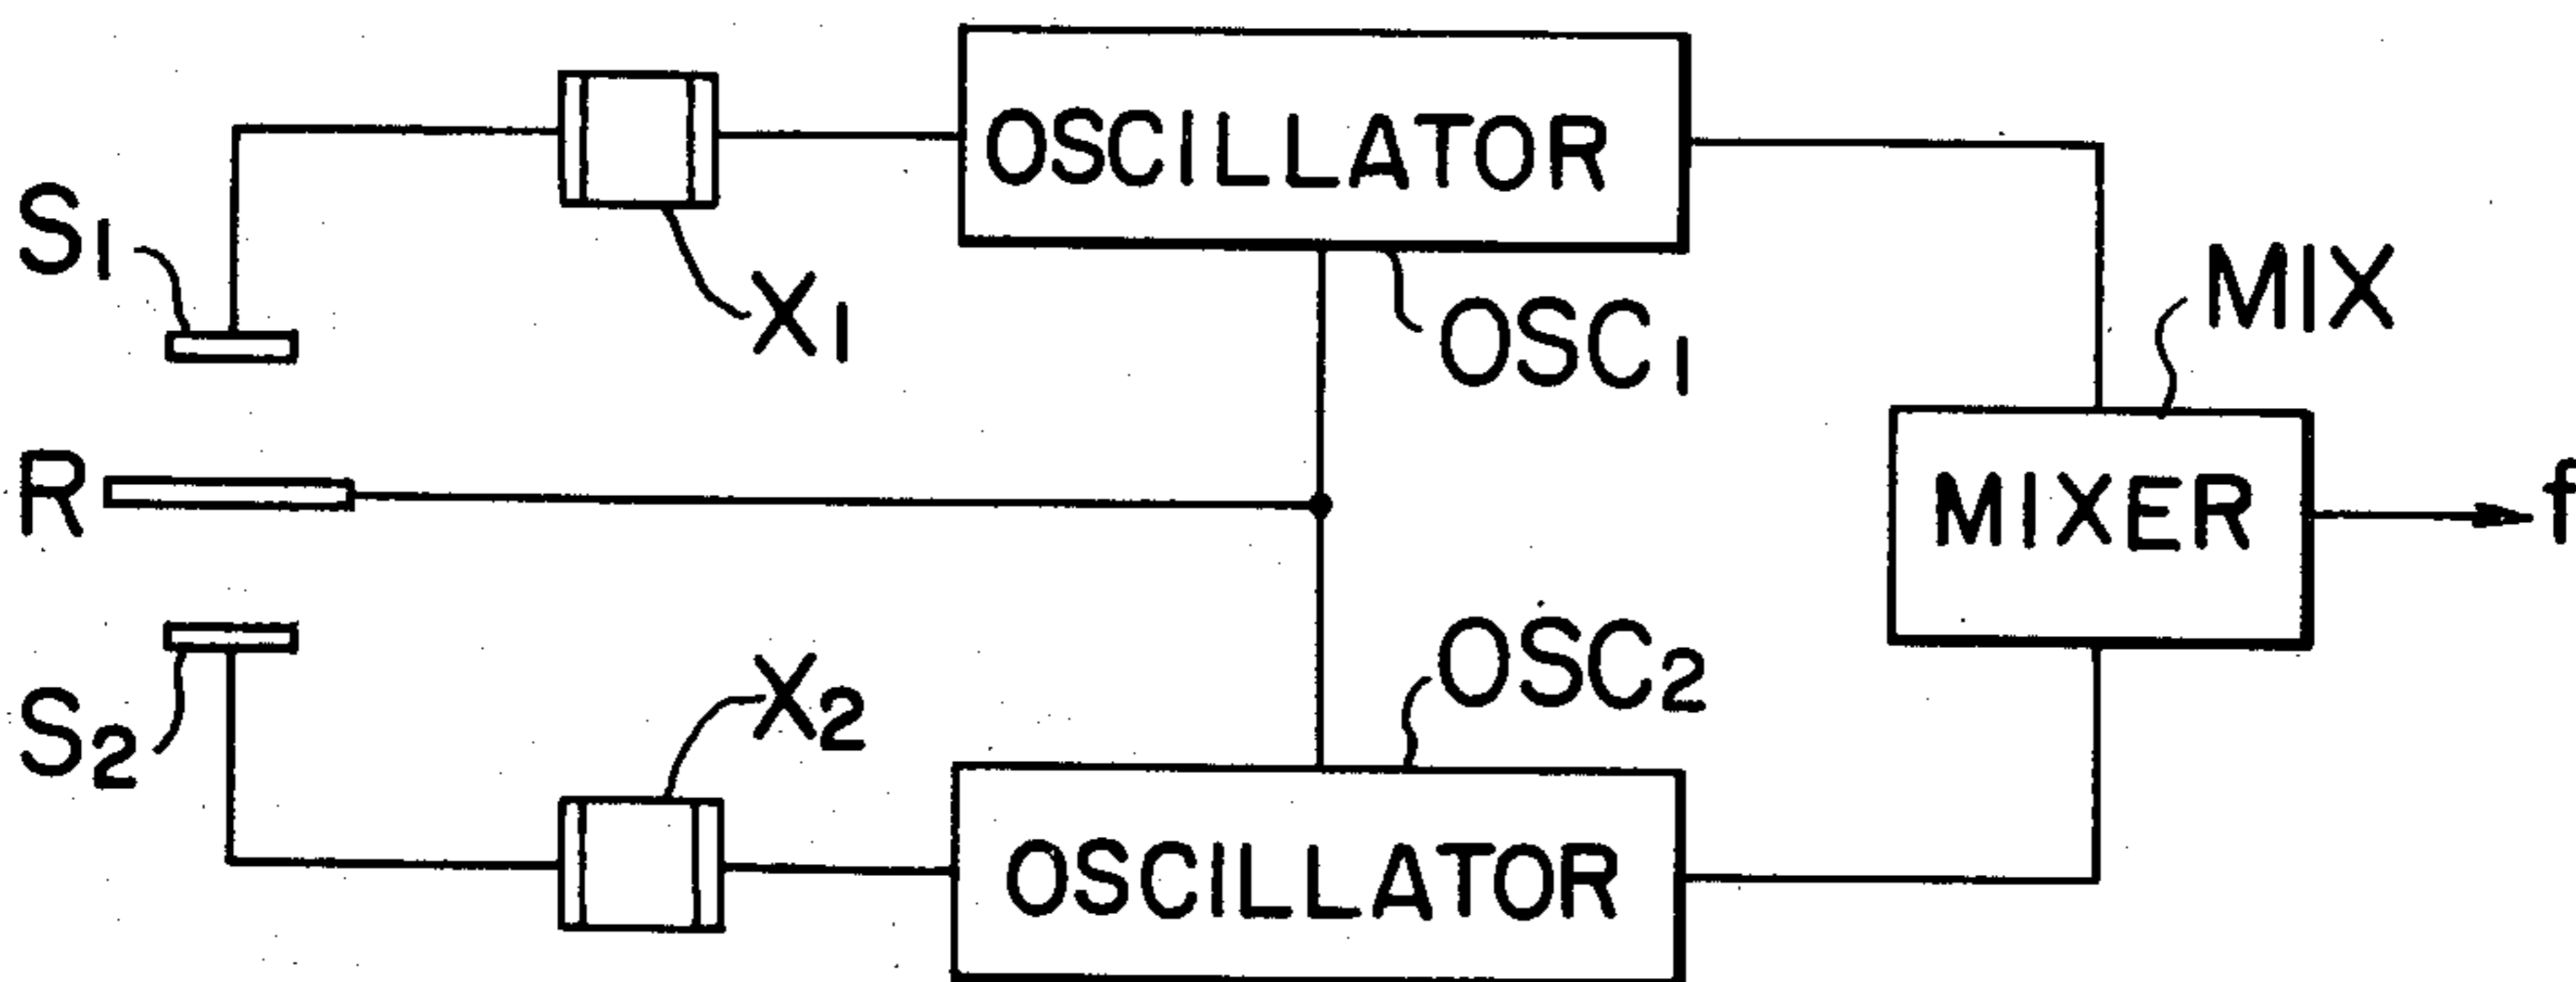 OSCILLATOR
S1
X1
OSC1
MIX
R
MIXER
f
S2
X2
OSC2
OSCILLATOR